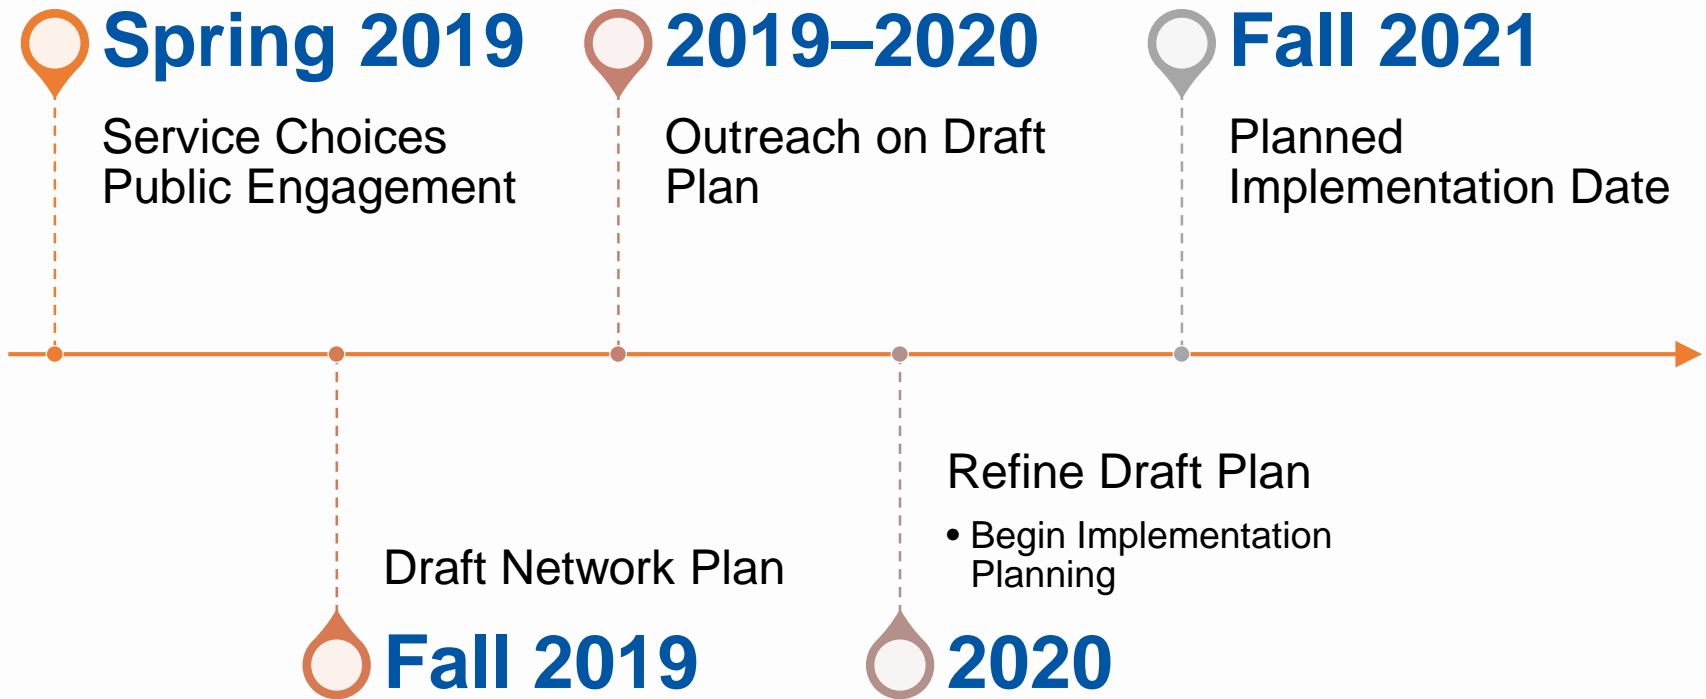 Spring 2019
Service Choices
Public Engagement
Draft Network Plan
Fall 2019
2019–2020
Outreach on Draft
Plan
Refine Draft Plan
• Begin Implementation
Planning
2020
Fall 2021
Planned
Implementation Date